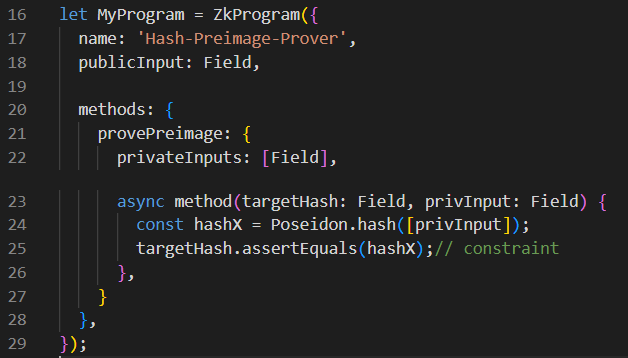 16 let MyProgram = ZkProgram({
17   name: 'Hash-Preimage-Prover',
18   publicInput: Field,
19
20   methods: {
21     provePreimage: {
22       privateInputs: [Field],
23       async method(targetHash: Field, privInput: Field) {
24         const hashX = Poseidon.hash([privInput]);
25         targetHash.assertEquals(hashX);// constraint
26       },
27     }
28   },
29 });